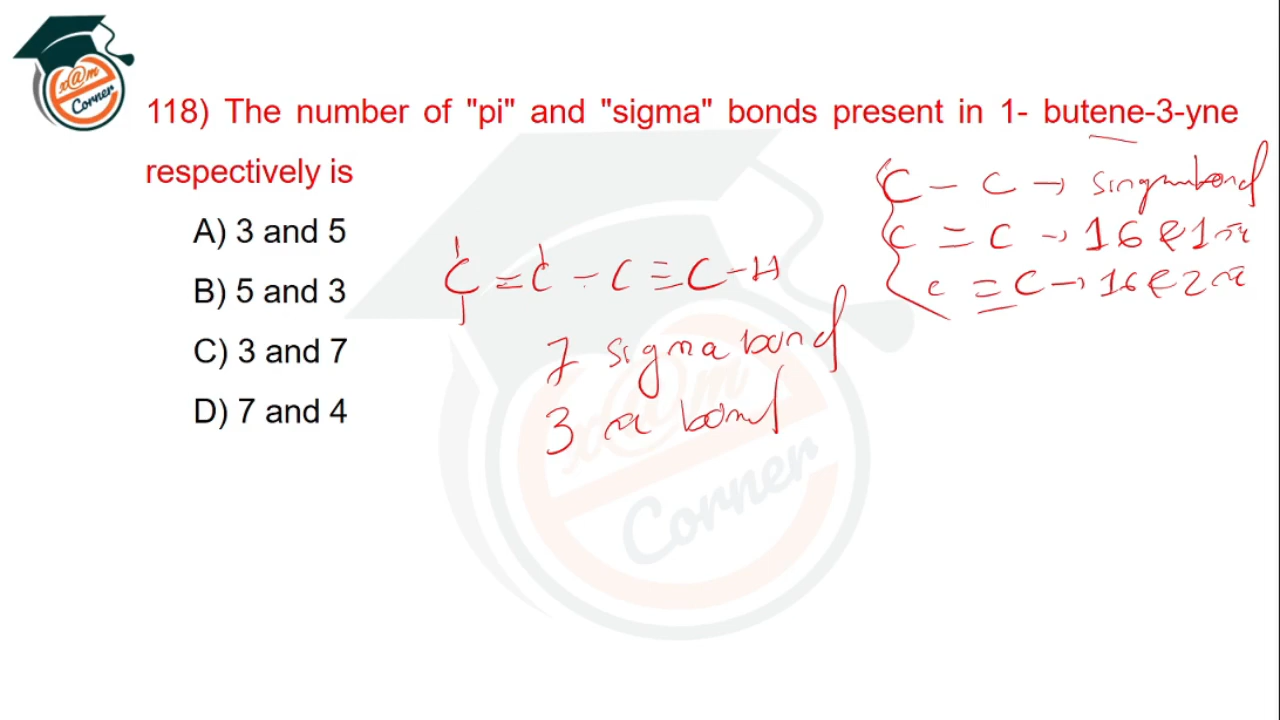 x@m
Corner
118) The number of "pi" and "sigma" bonds present in 1- butene-3-yne
respectively is
A) 3 and 5
B) 5 and 3
C) 3 and 7
D) 7 and 4
C - C → bond
C = C → 1σ & 1π
C ≡ C → 1σ & 2π
C = C - C ≡ C - H
7 sigma bond
3 π bond
x@m
Corner